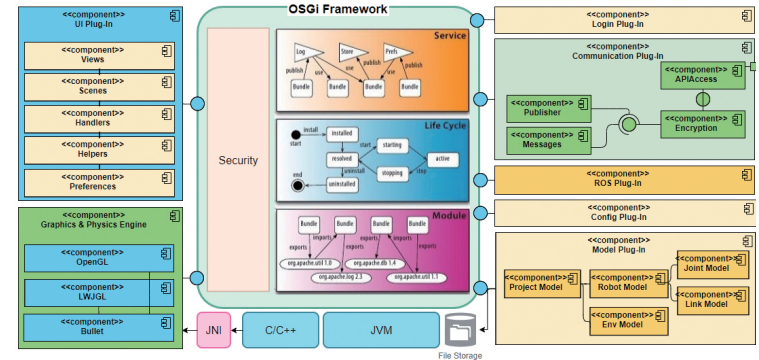 <<component>>
UI Plug-In
<<component>>
Views
<<component>>
Scenes
<<component>>
Handlers
<<component>>
Helpers
<<component>>
Preferences
<<component>>
Graphics & Physics Engine
<<component>>
OpenGL
<<component>>
LWJGL
<<component>>
Bullet
OSGi Framework
Security
Service
Log
Store
Prefs
publish
use
use
publish
use
publish
Bundle
Bundle
Bundle
Bundle
Life Cycle
install
installed
start
resolved
start
starting
active
uninstall
stopping
stop
end
uninstalled
Module
Bundle
Bundle
Bundle
Bundle
imports
imports
exports
exports
exports
exports
org.apache.util 1.0
org.apache.db 1.4
org.apache.log 2.3
org.apache.util 1.1
JNI
C/C++
JVM
File Storage
<<component>>
Login Plug-In
<<component>>
Communication Plug-In
<<component>>
APIAccess
<<component>>
Publisher
<<component>>
Encryption
<<component>>
Messages
<<component>>
ROS Plug-In
<<component>>
Config Plug-In
<<component>>
Model Plug-In
<<component>>
Project Model
<<component>>
Robot Model
<<component>>
Joint Model
<<component>>
Link Model
<<component>>
Env Model